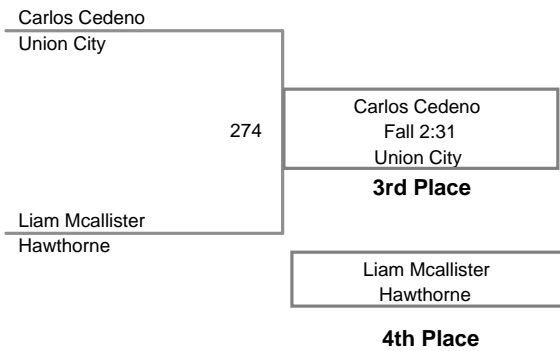 Carlos Cedeno
Union City
274
Carlos Cedeno
Fall 2:31
Union City
3rd Place
Liam Mcallister
Hawthorne
Liam Mcallister
Hawthorne
4th Place